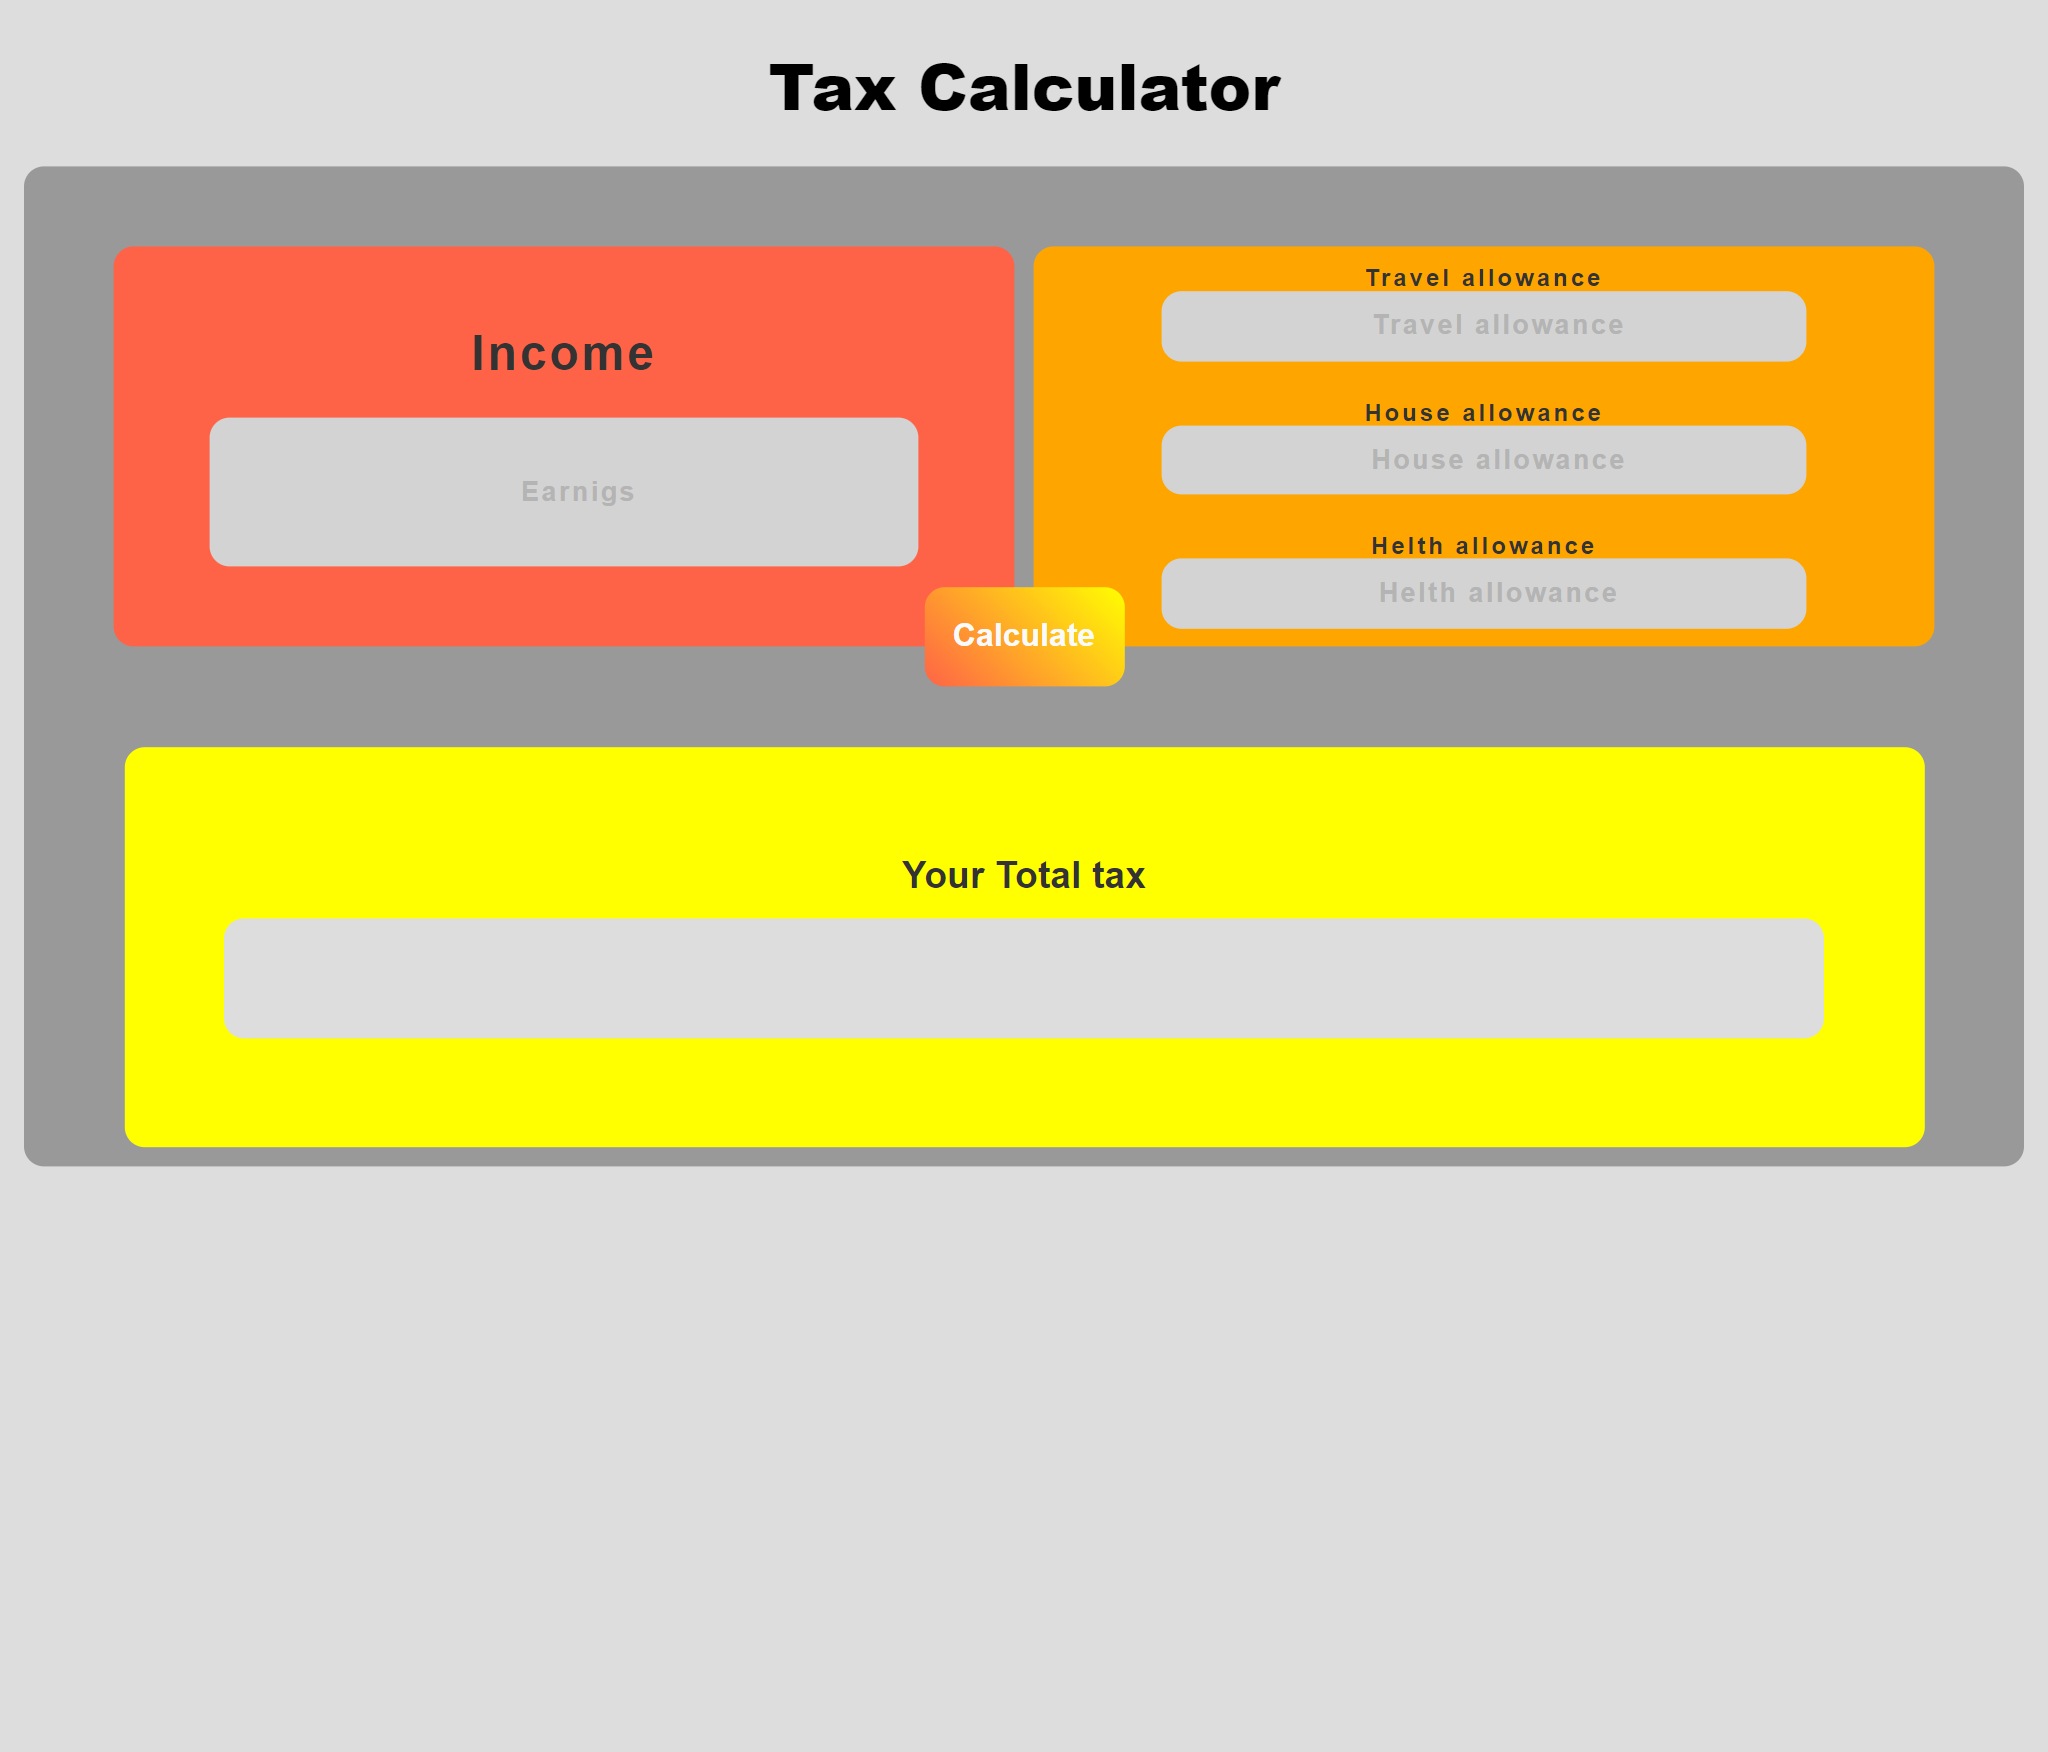 Tax Calculator
Income
Earnigs
Travel allowance
Travel allowance
House allowance
House allowance
Helth allowance
Helth allowance
Calculate
Your Total tax